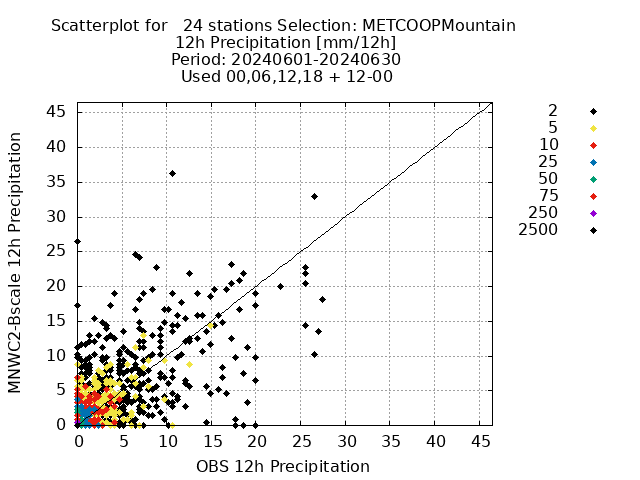 Scatterplot for   24 stations Selection: METCOOPMountain
12h Precipitation [mm/12h]
Period: 20240601-20240630
Used 00,06,12,18 + 12-00
MNWC2-Bscale 12h Precipitation
45
40
35
30
25
20
15
10
5
0
0 5 10 15 20 25 30 35 40 45
OBS 12h Precipitation
2
5
10
25
50
75
250
2500